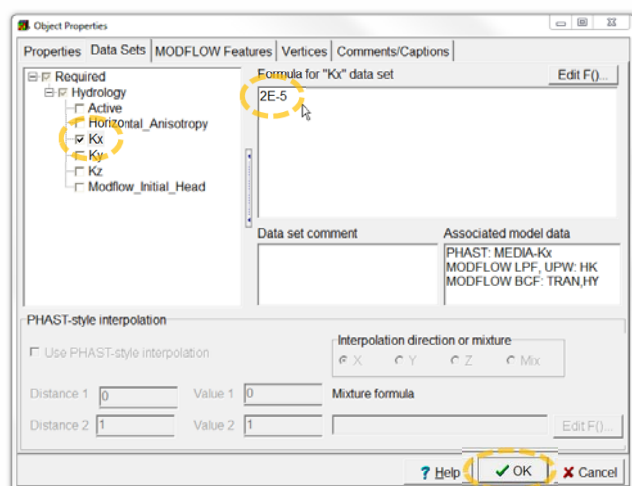 Object Properties
Properties Data Sets MODFLOW Features Vertices Comments/Captions
Required
Hydrology
Active
Horizontal_Anisotropy
Kx
Ky
Kz
Modflow_Initial_Head
Formula for "Kx" data set
Edit F()...
2E-5
Data set comment
Associated model data
PHAST: MEDIA-Kx
MODFLOW LPF, UPW: HK
MODFLOW BCF: TRAN,HY
PHAST-style interpolation
Use PHAST-style interpolation
Interpolation direction or mixture
X Y Z Mix
Distance 1 0 Value 1 0 Mixture formula
Distance 2 1 Value 2 1 Edit F()...
? Help OK Cancel